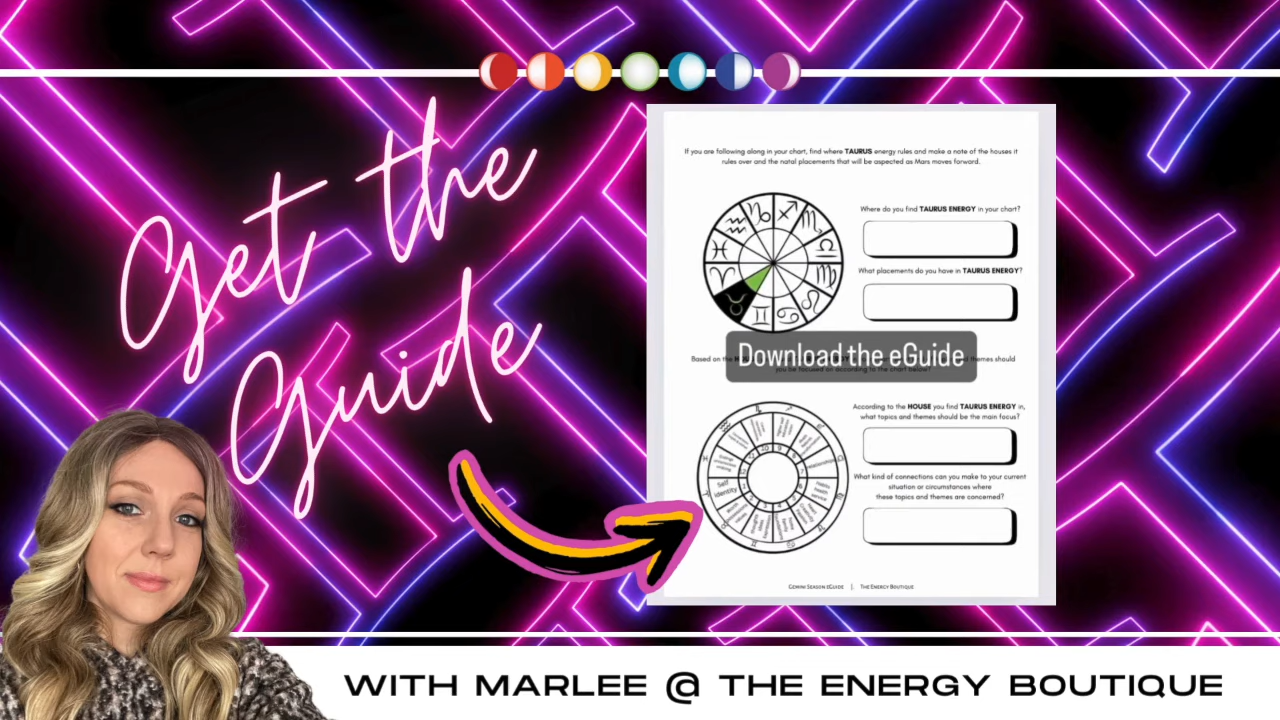 Get the
Guide
If you are following along in your chart, find where TAURUS energy rules and make a note of the houses it
rules over and the natal placements that will be aspected as Mars moves forward.
Where do you find TAURUS ENERGY in your chart?
What placements do you have in TAURUS ENERGY?
Based on the
themes should
Download the eGuide
you be focused on according to the chart below?
According to the HOUSE you find TAURUS ENERGY in,
what topics and themes should be the main focus?
Self
Identity
Relationships
What kind of connections can you make to your current
situation or circumstances where
these topics and themes are concerned?
Gemini Season eGuide | The Energy Boutique
WITH MARLEE @ THE ENERGY BOUTIQUE